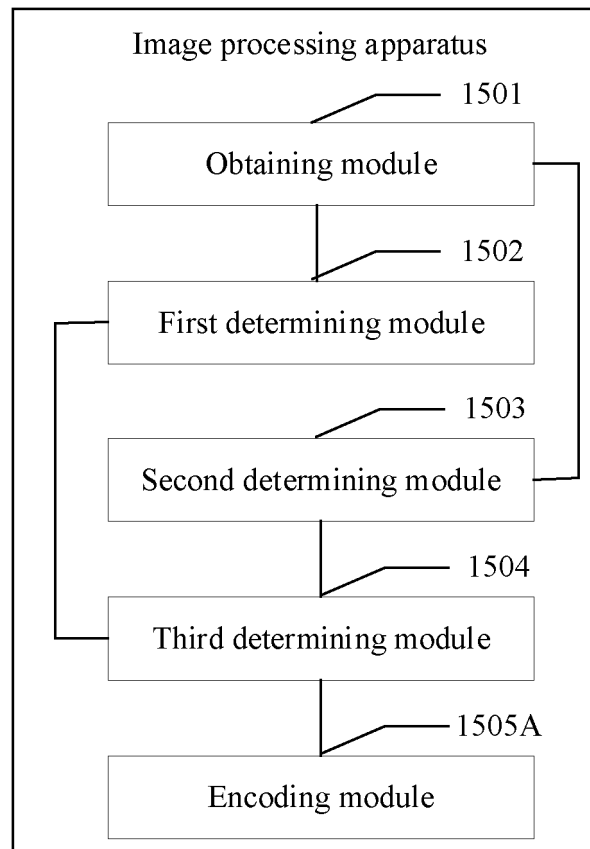 Image processing apparatus
1501
Obtaining module
1502
First determining module
1503
Second determining module
1504
Third determining module
1505A
Encoding module